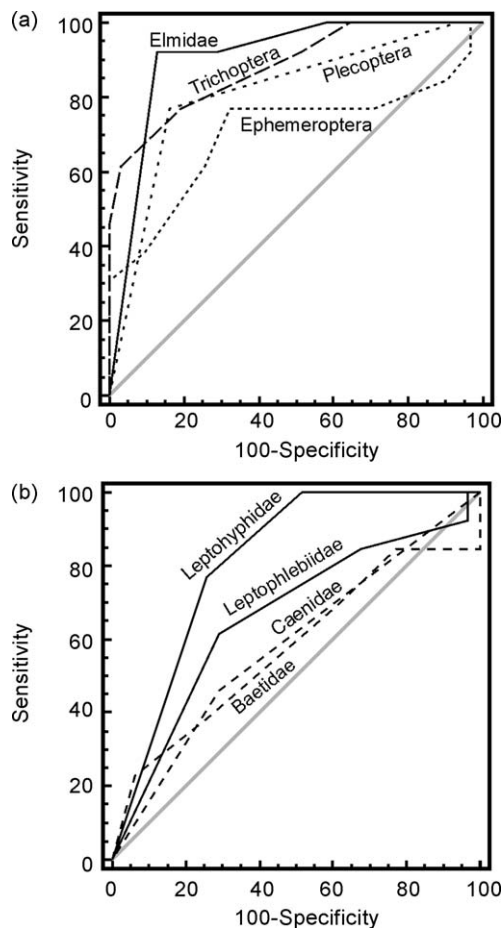 (a)
100
80
60
40
20
0
Sensitivity
Elmidae
Trichoptera
Plecoptera
Ephemeroptera
0 20 40 60 80 100
100-Specificity
(b)
100
80
60
40
20
0
Sensitivity
Leptohyphidae
Leptophlebiidae
Caenidae
Baetidae
0 20 40 60 80 100
100-Specificity